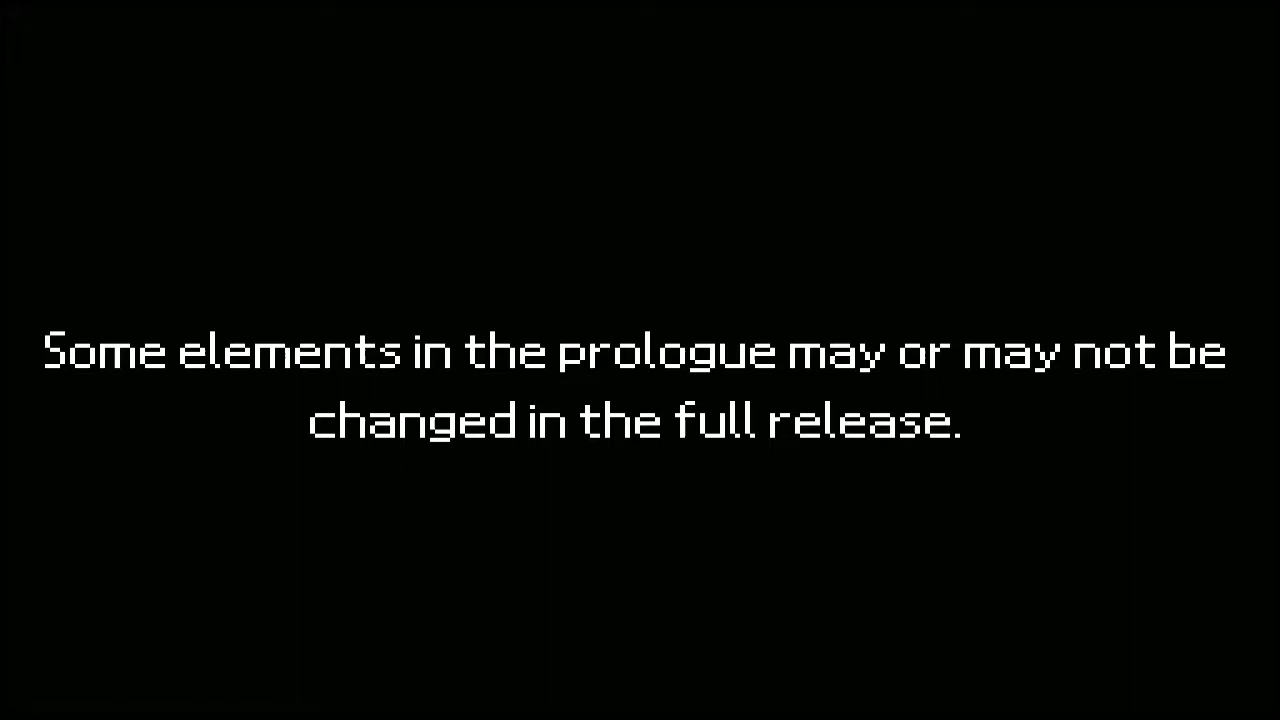 Some elements in the prologue may or may not be
changed in the full release.